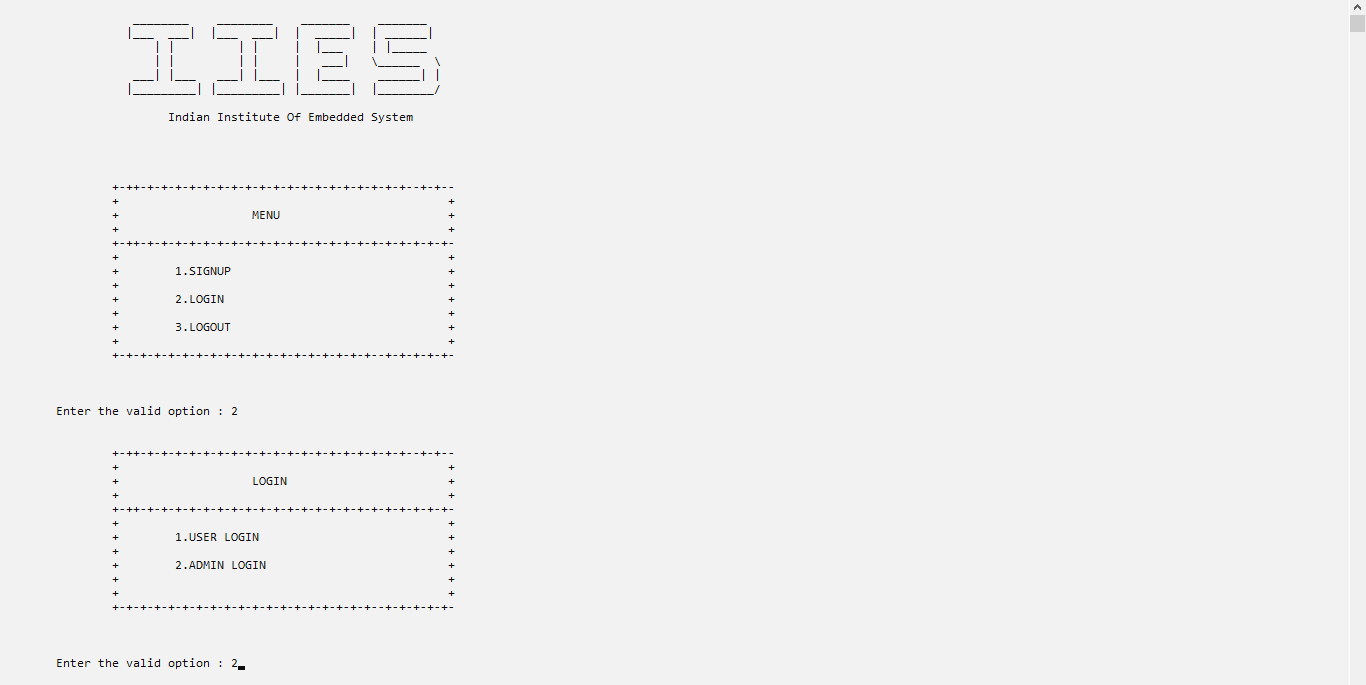 IIES
Indian Institute Of Embedded System
MENU
1.SIGNUP
2.LOGIN
3.LOGOUT
Enter the valid option : 2
LOGIN
1.USER LOGIN
2.ADMIN LOGIN
Enter the valid option : 2